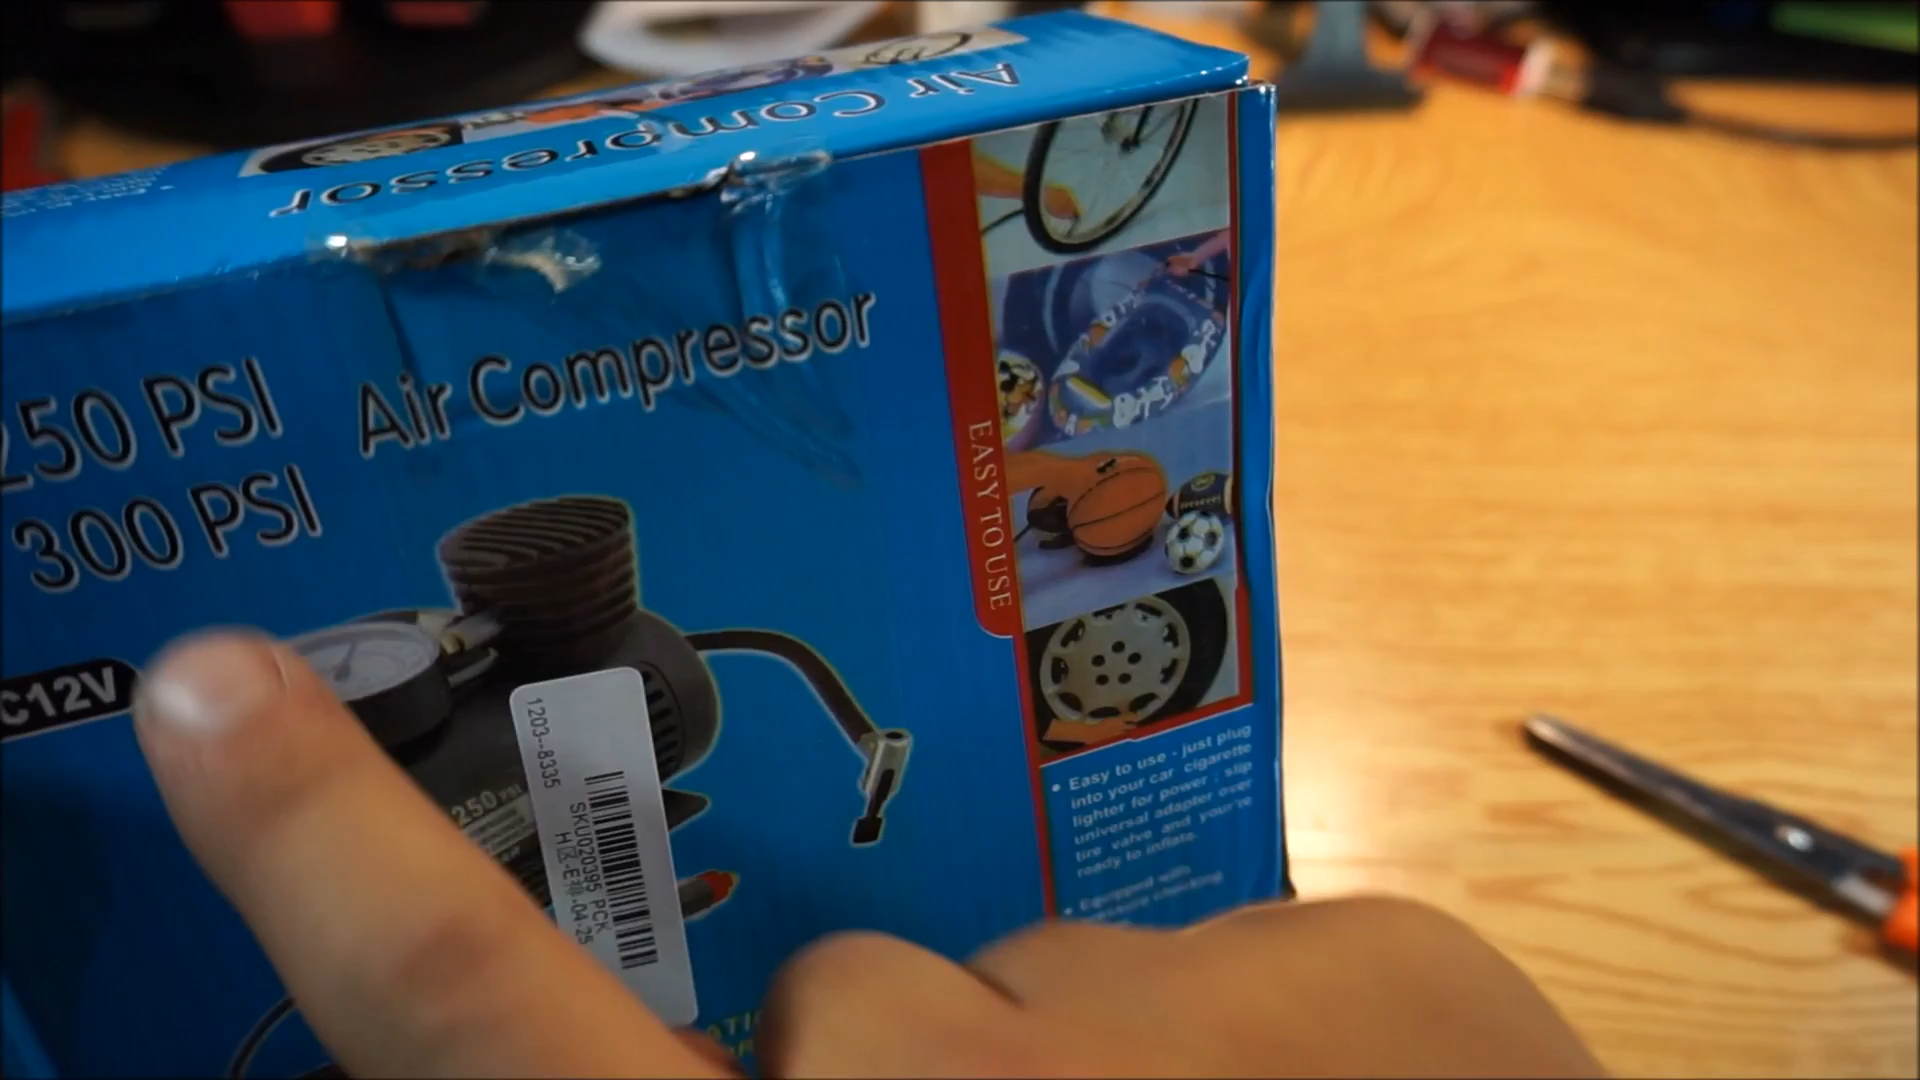 Air Compressor
250 PSI
300 PSI
Air Compressor
C12V
EASY TO USE
250 PSI
1203--8335
SKU020395 PCK
• Easy to use - just plug
into your car cigarette
lighter for power . slip
universal adapter over
tire valve and you're
ready to inflate.
• Equipped with
pressure checking